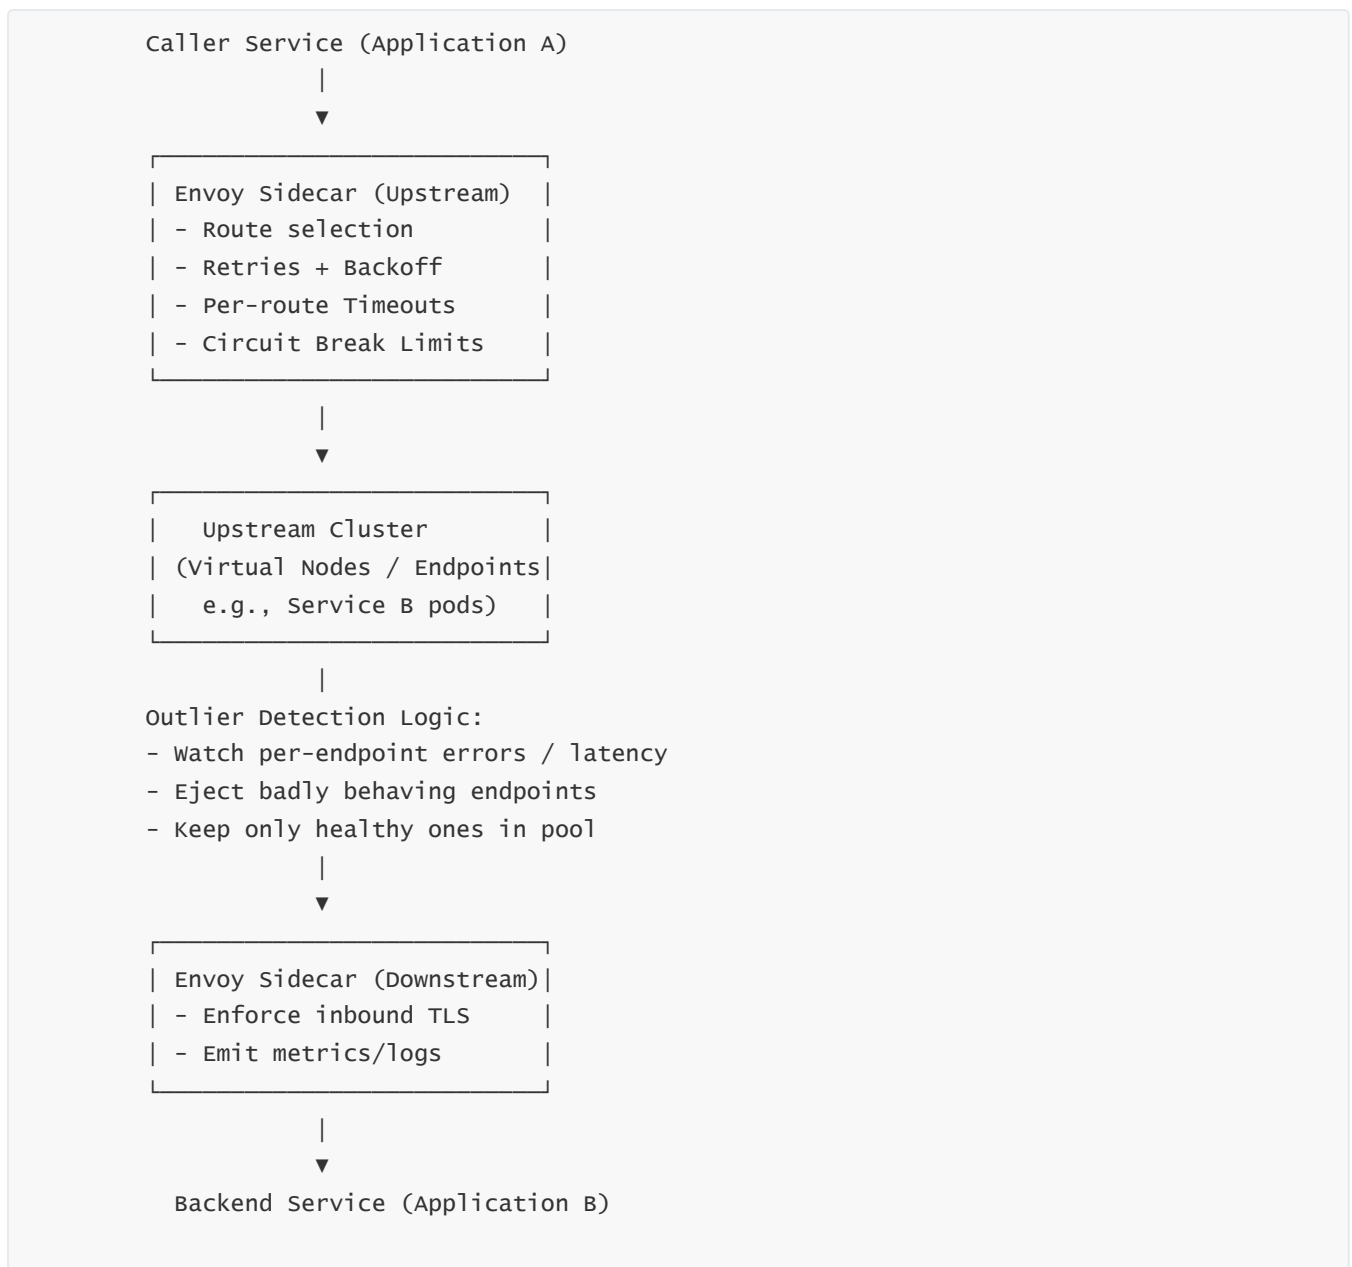 Caller Service (Application A)
│
▼
┌───────────────────────────┐
│ Envoy Sidecar (Upstream)  │
│ - Route selection         │
│ - Retries + Backoff       │
│ - Per-route Timeouts      │
│ - Circuit Break Limits    │
└───────────────────────────┘
│
▼
┌───────────────────────────┐
│   Upstream Cluster        │
│ (Virtual Nodes / Endpoints│
│   e.g., Service B pods)   │
└───────────────────────────┘
│
Outlier Detection Logic:
- Watch per-endpoint errors / latency
- Eject badly behaving endpoints
- Keep only healthy ones in pool
│
▼
┌───────────────────────────┐
│ Envoy Sidecar (Downstream)│
│ - Enforce inbound TLS     │
│ - Emit metrics/logs       │
└───────────────────────────┘
│
▼
Backend Service (Application B)